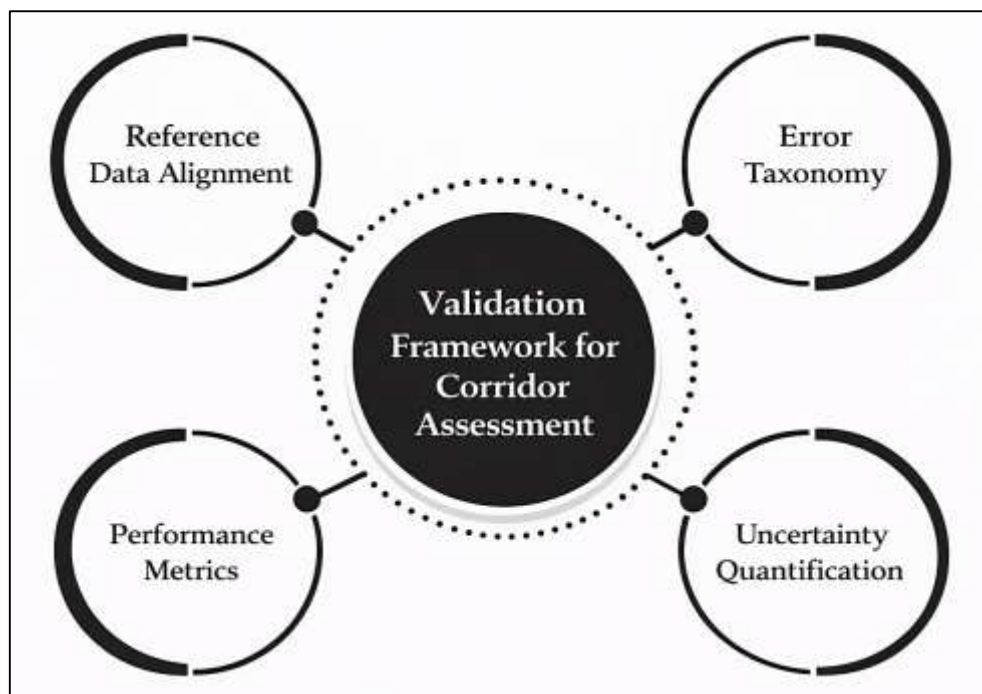 Reference
Data Alignment
Error
Taxonomy
Validation
Framework for
Corridor
Assessment
Performance
Metrics
Uncertainty
Quantification